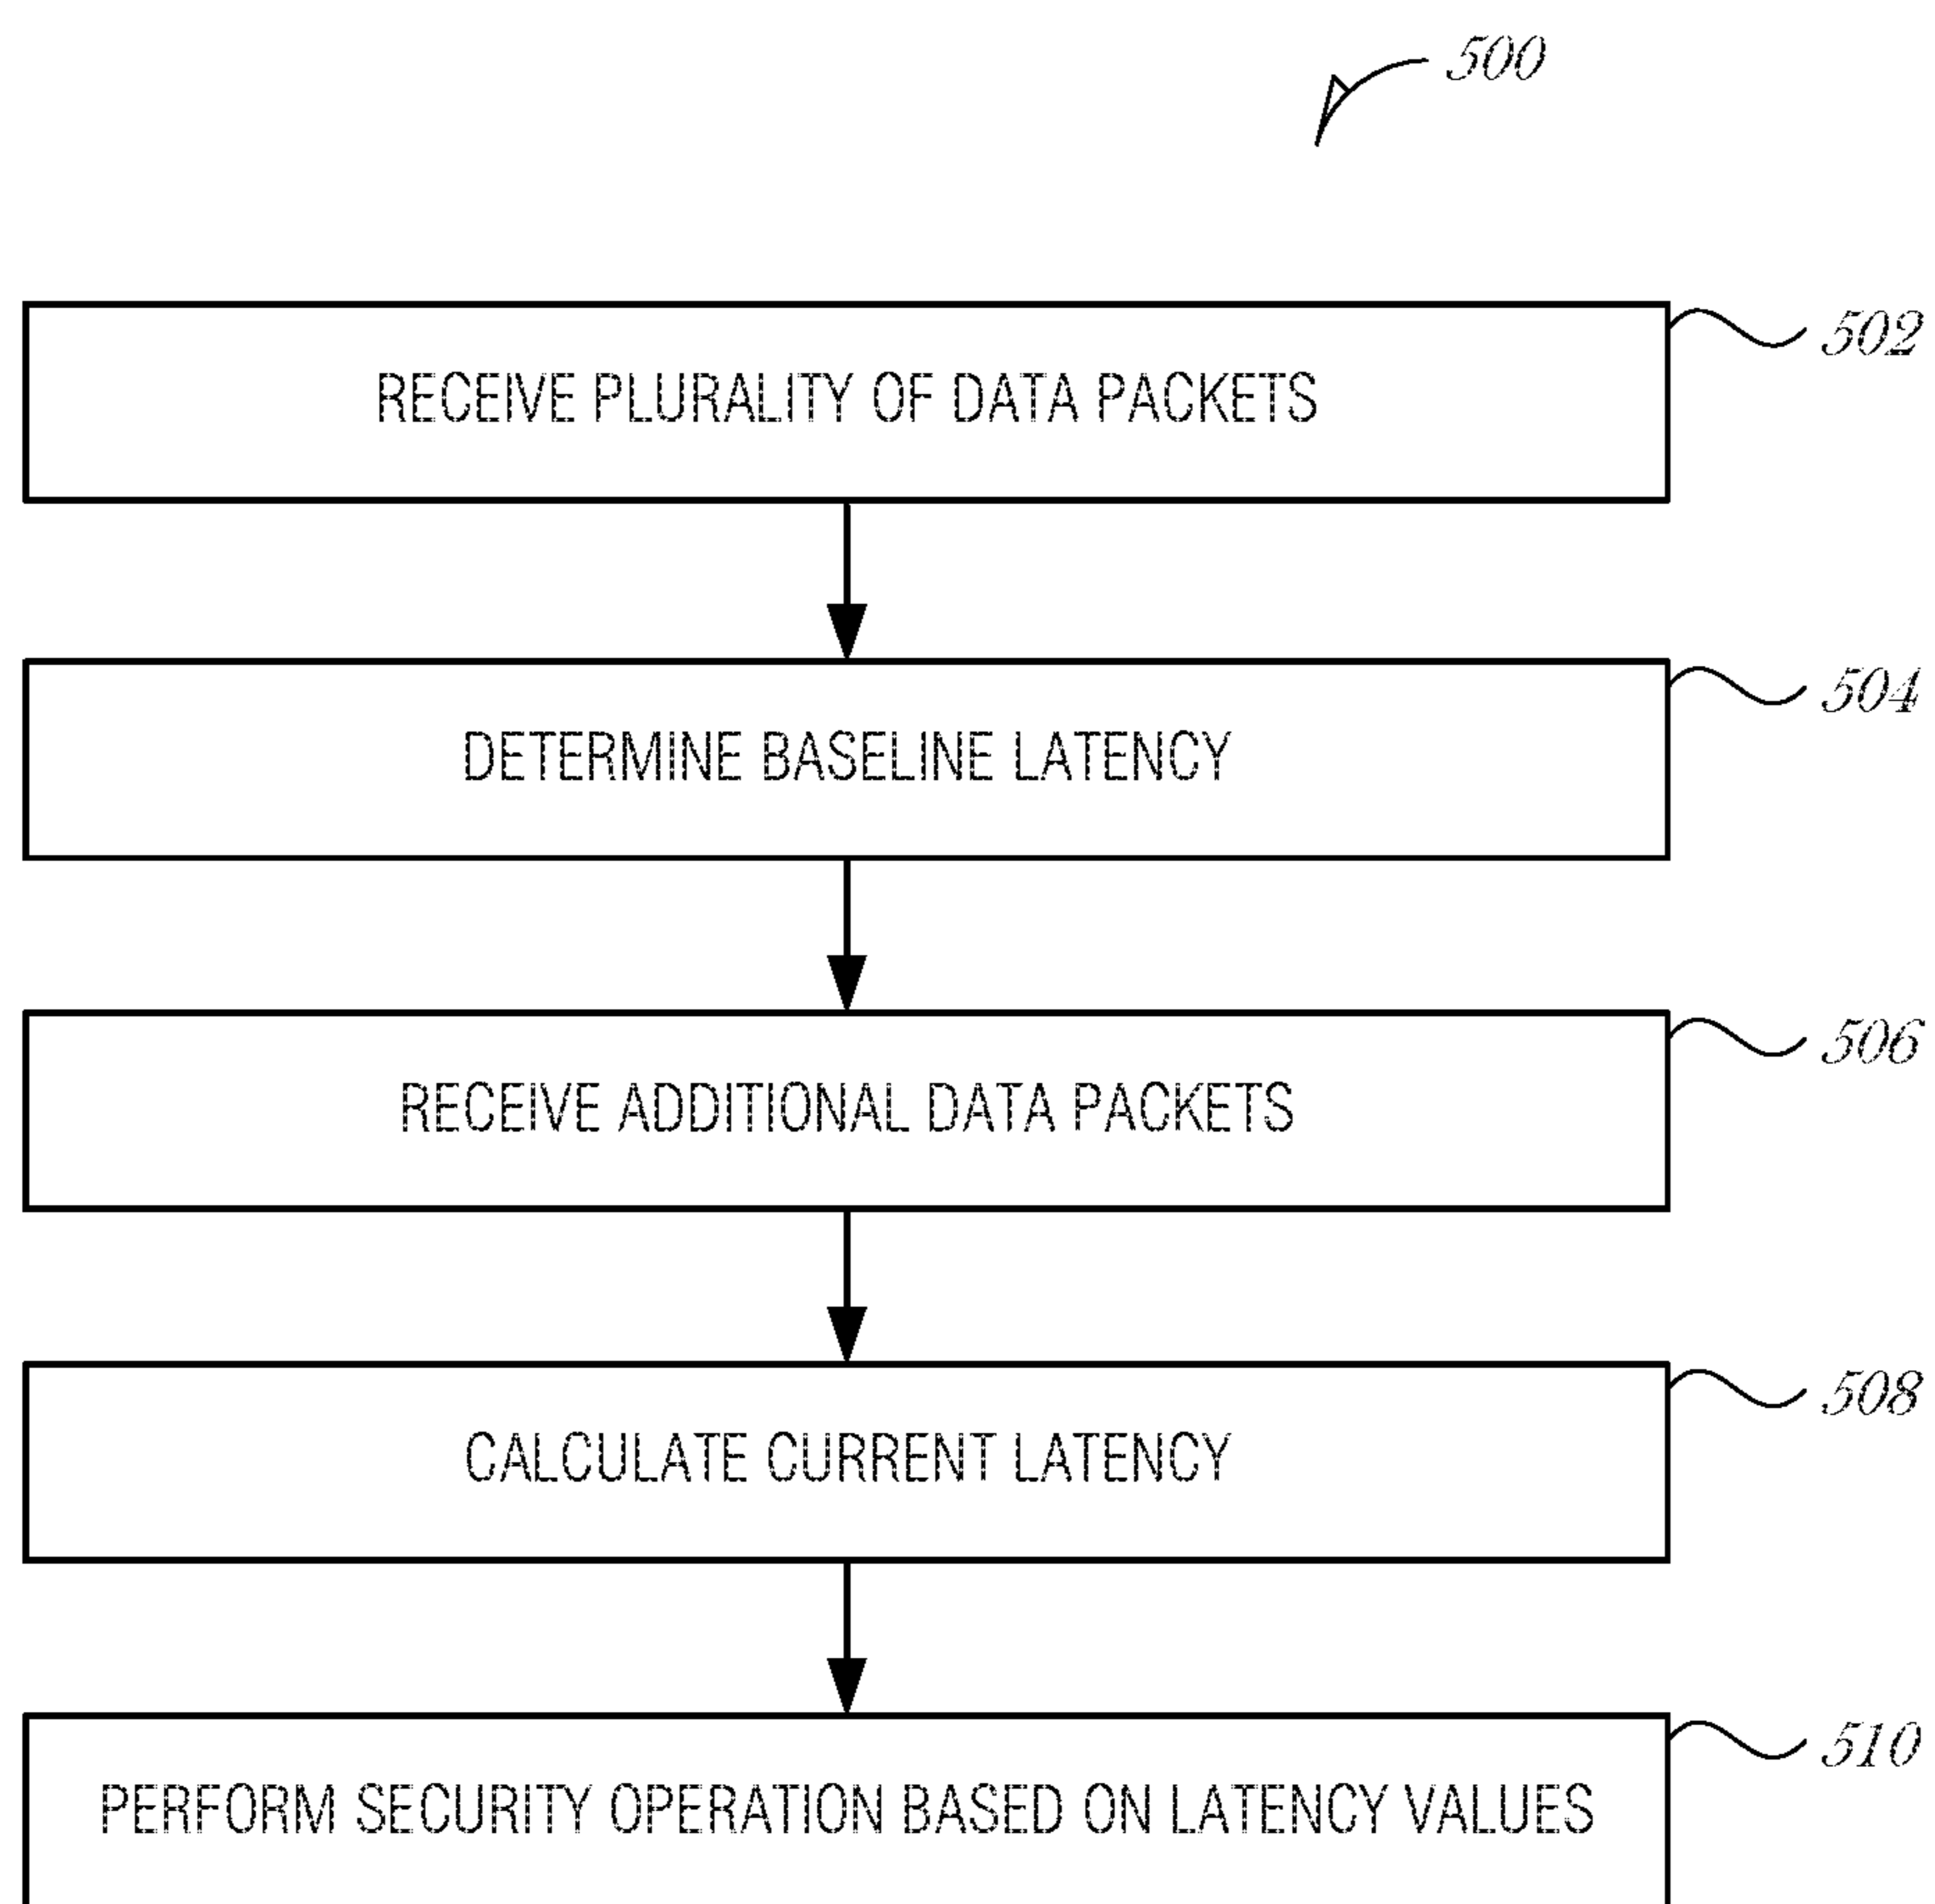 500
RECEIVE PLURALITY OF DATA PACKETS
502
DETERMINE BASELINE LATENCY
504
RECEIVE ADDITIONAL DATA PACKETS
506
CALCULATE CURRENT LATENCY
508
PERFORM SECURITY OPERATION BASED ON LATENCY VALUES
510